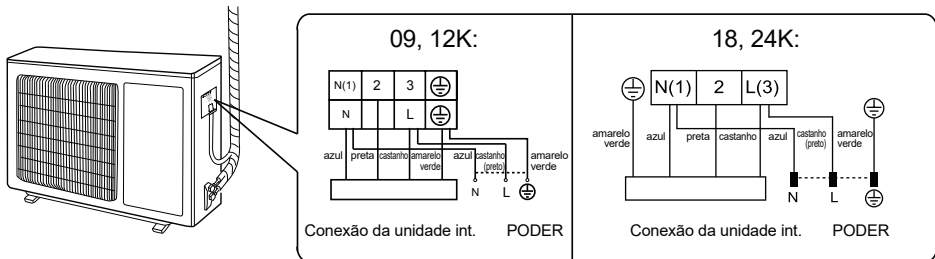 09, 12K:
N(1) 2 3
N L
azul preta castanho amarelo verde azul castanho (preto) amarelo verde
N L
Conexão da unidade int. PODER
18, 24K:
N(1) 2 L(3)
amarelo verde azul preta castanho azul castanho (preto) amarelo verde
N L
Conexão da unidade int. PODER